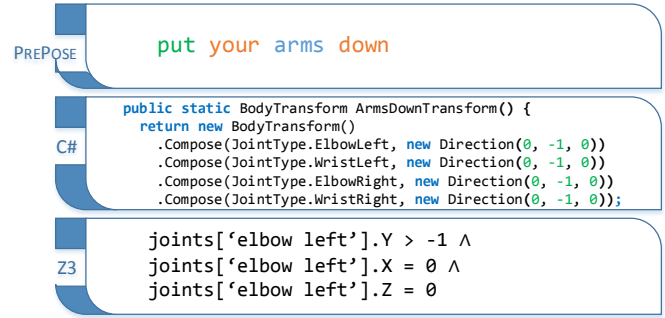 PREPOSE
put your arms down
C#
public static BodyTransform ArmsDownTransform() {
return new BodyTransform()
.Compose(JointType.ElbowLeft, new Direction(0, -1, 0))
.Compose(JointType.WristLeft, new Direction(0, -1, 0))
.Compose(JointType.ElbowRight, new Direction(0, -1, 0))
.Compose(JointType.WristRight, new Direction(0, -1, 0));
Z3
joints[‘elbow left’].Y > -1 ∧
joints[‘elbow left’].X = 0 ∧
joints[‘elbow left’].Z = 0